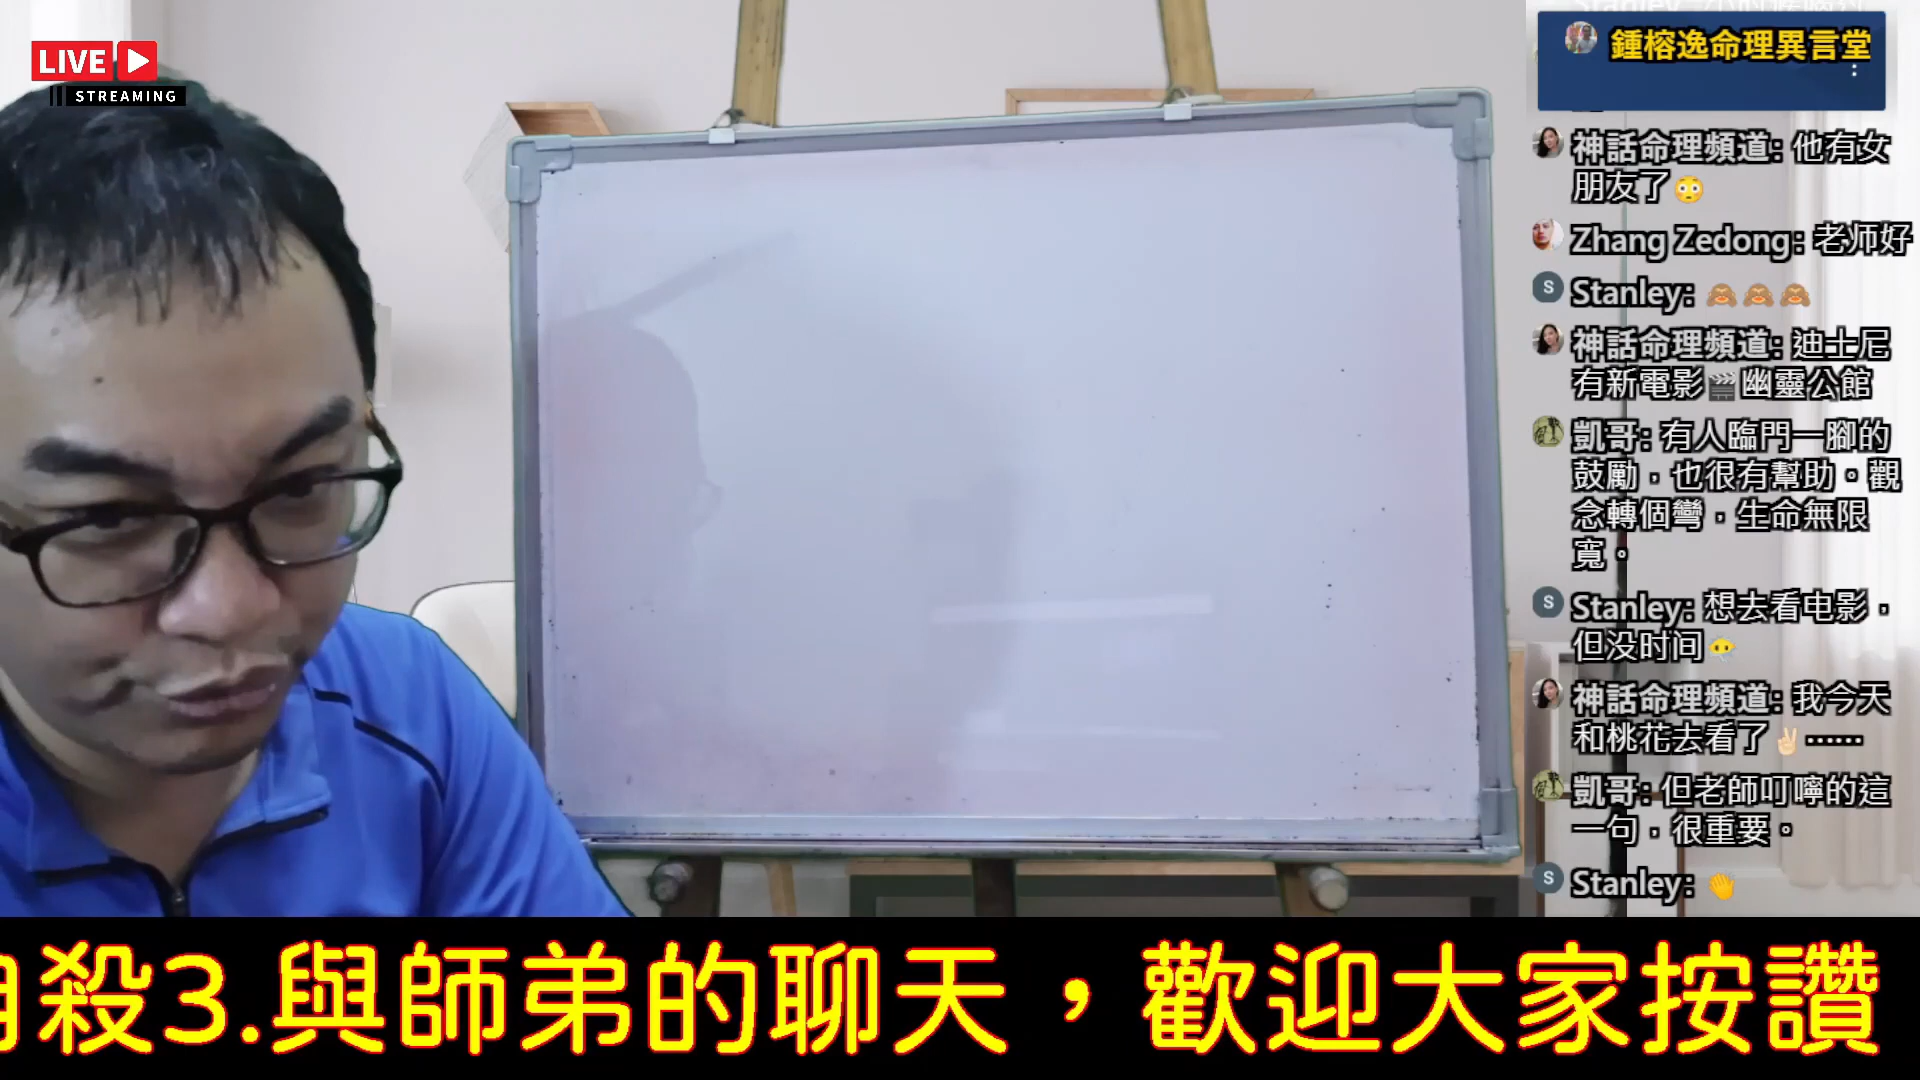 LIVE
STREAMING
鍾榕逸命理異言堂
神話命理頻道: 他有女
朋友了😳
Zhang Zedong: 老师好
S Stanley: 🙈🙈🙈
神話命理頻道: 迪士尼
有新電影🎬幽靈公館
凱哥: 有人臨門一腳的
鼓勵，也很有幫助。觀
念轉個彎，生命無限
寬。
S Stanley: 想去看电影，
但没时间😶
神話命理頻道: 我今天
和桃花去看了✌🏻⋯⋯
凱哥: 但老師叮嚀的這
一句，很重要。
S Stanley: 👏
殺3.與師弟的聊天，歡迎大家按讚